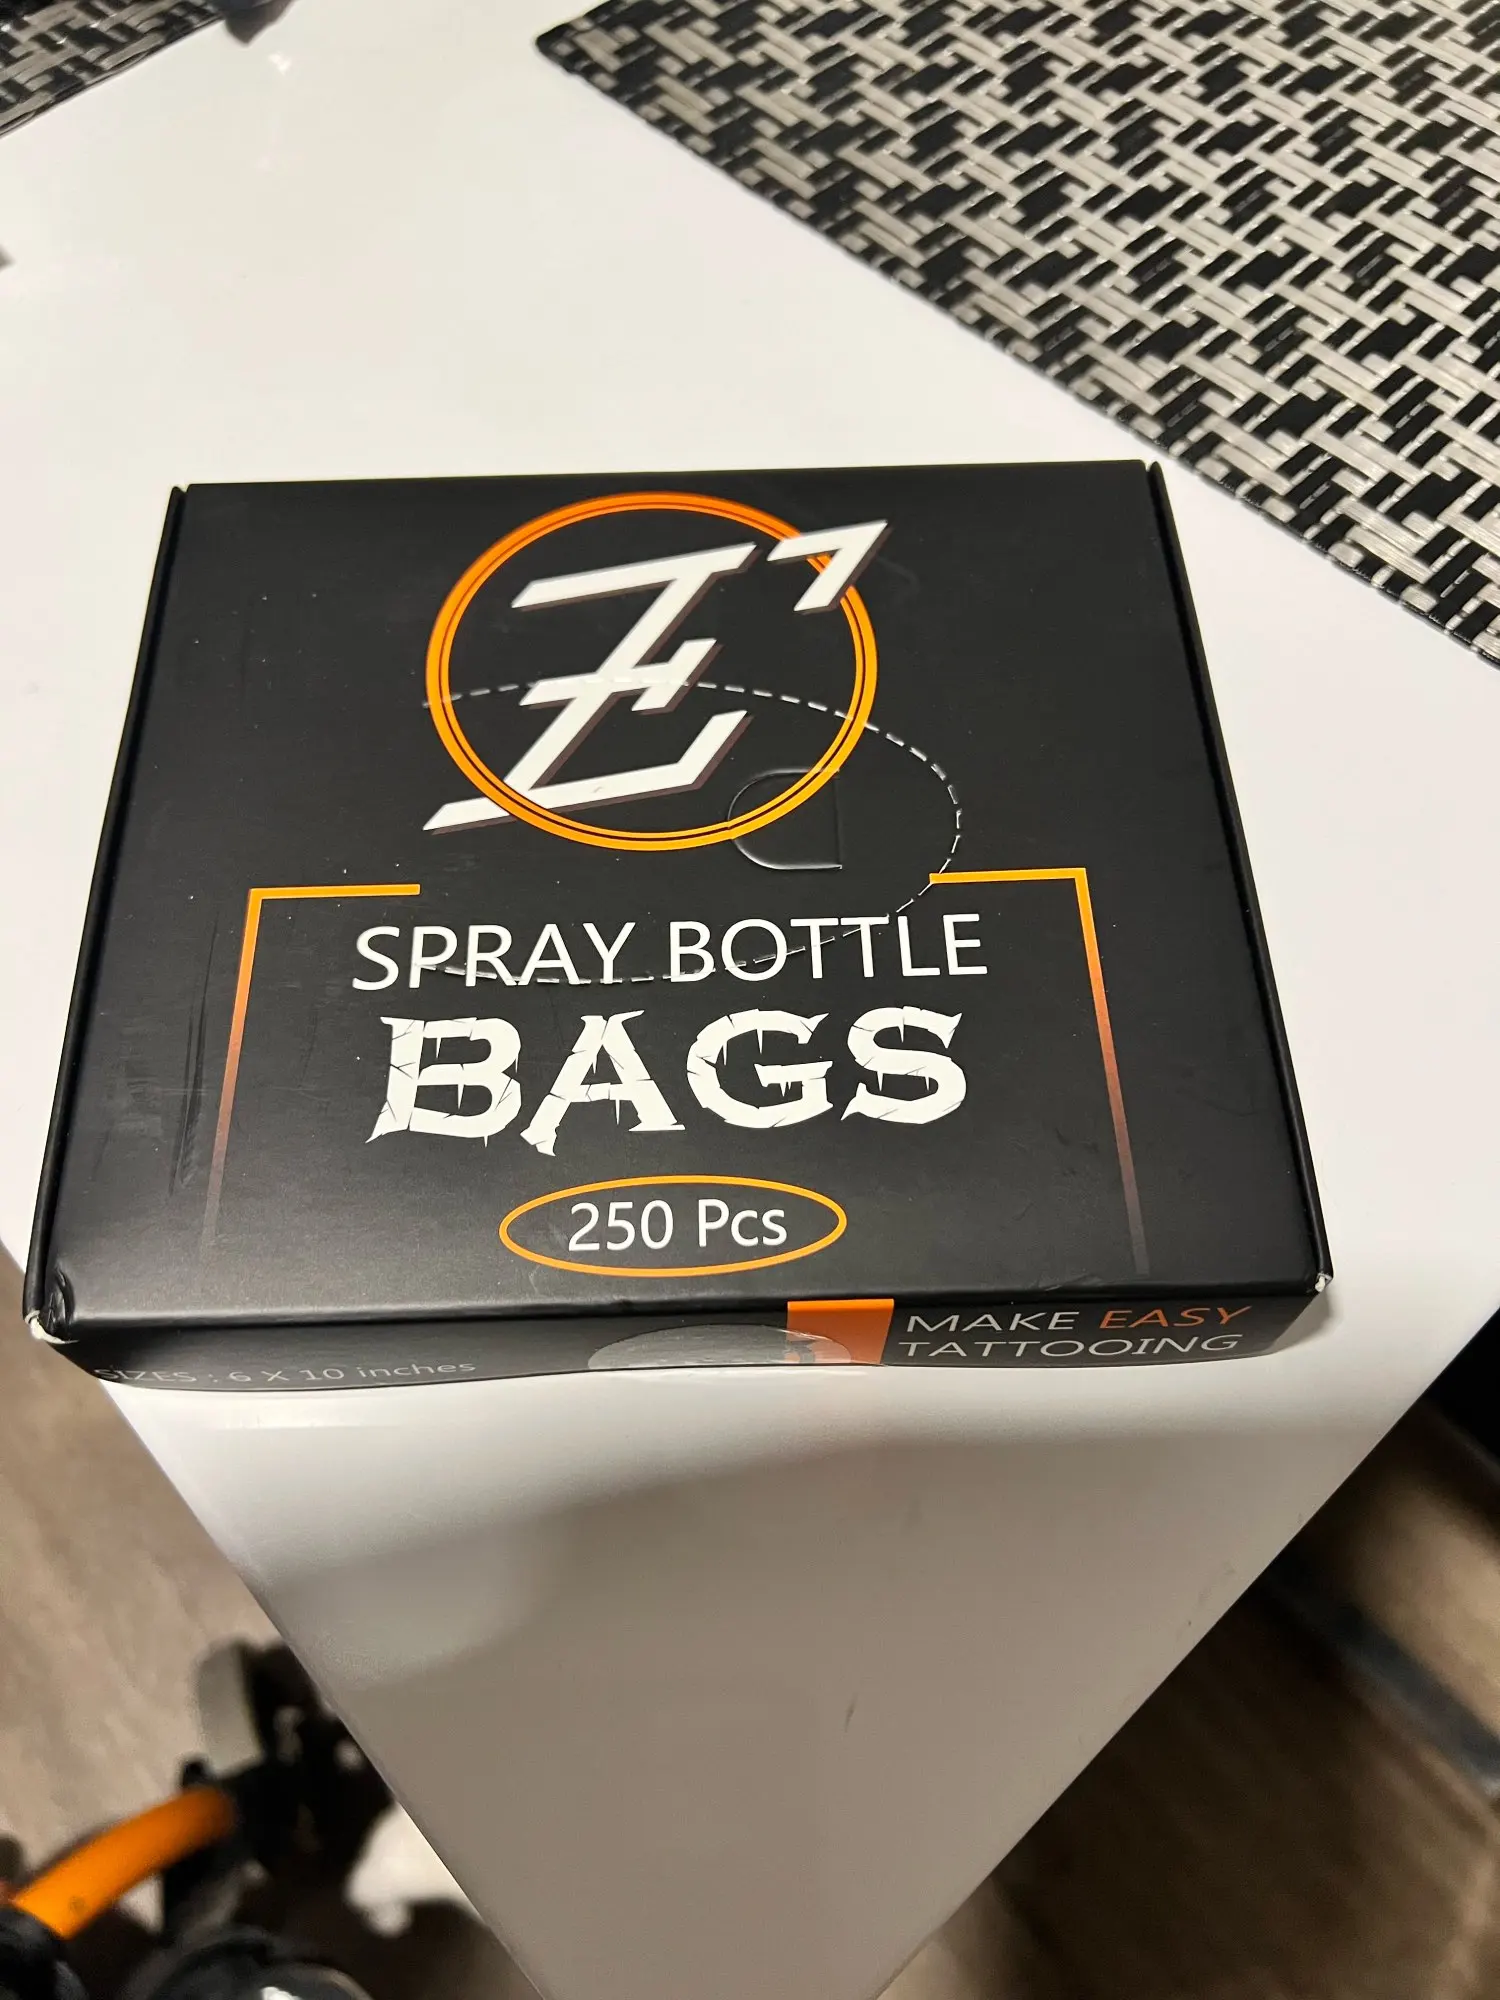 SPRAY BOTTLE
BAGS
250 Pcs
SIZES : 6 X 10 inches
MAKE EASY
TATTOOING